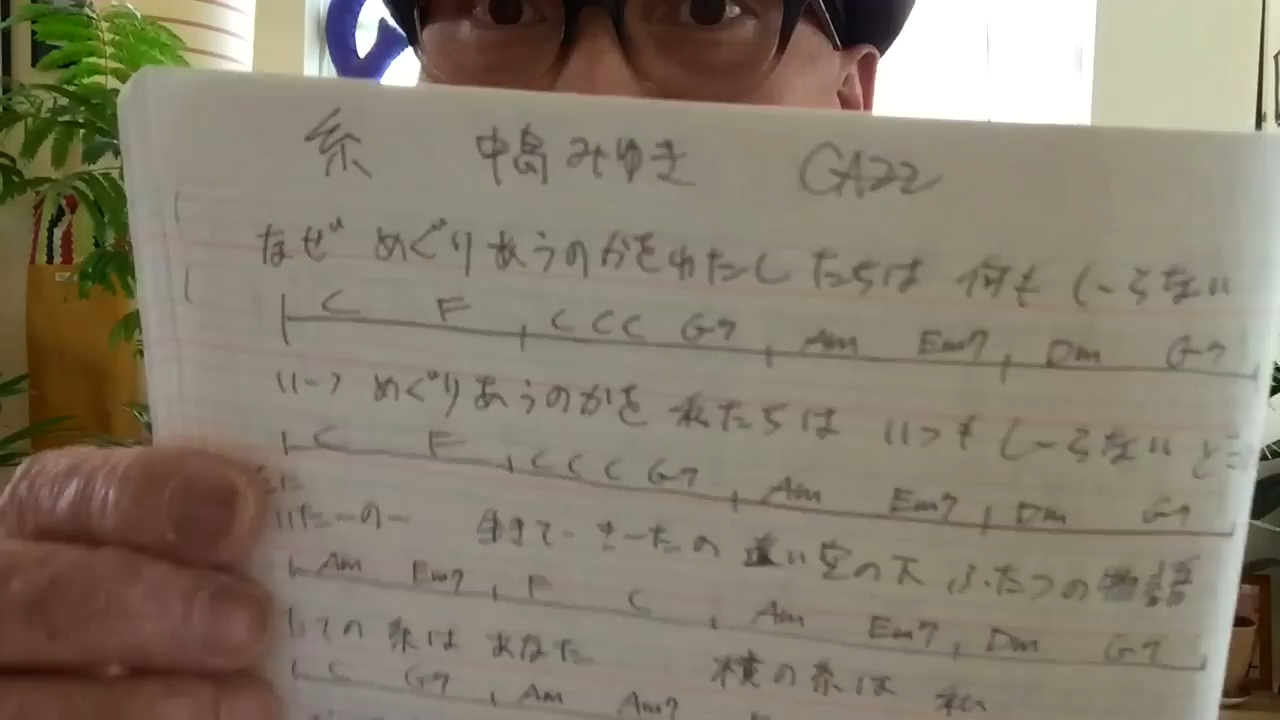 糸 中島みゆき GA22
なぜ めぐりあうのかをわたしたちは 何も しーらない
C F C C C G7 Am Em7 Dm G7
いつ めぐりあうのかを 私たちは いつも しーらない どこ
C F C C C G7 Am Em7 Dm G7
に
いたーのー 生きてーきーたの 遠い空の下 ふたつの物語
Am Em7 F C Am Em7 Dm G7
ての糸は あなた 横の糸は 私
C G7 Am Am7